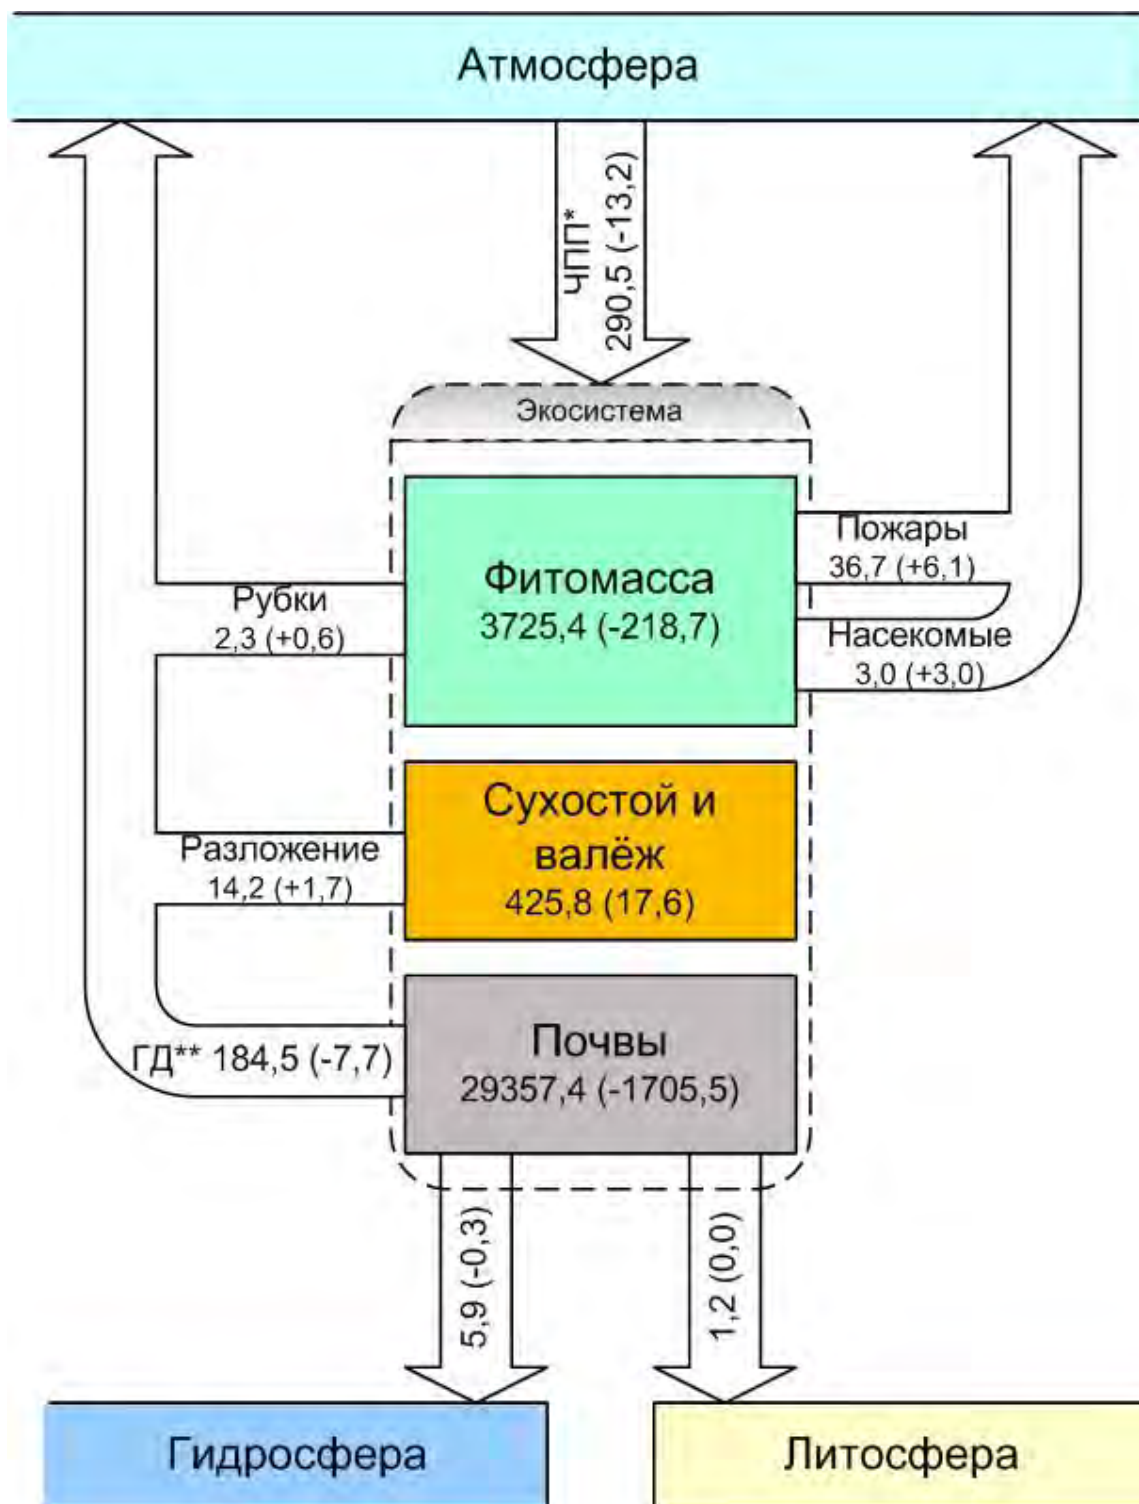 Атмосфера
ЧПП*
290,5 (-13,2)
Экосистема
Фитомасса
3725,4 (-218,7)
Пожары
36,7 (+6,1)
Рубки
2,3 (+0,6)
Насекомые
3,0 (+3,0)
Сухостой и
валёж
425,8 (17,6)
Разложение
14,2 (+1,7)
Почвы
29357,4 (-1705,5)
ГД** 184,5 (-7,7)
5,9 (-0,3)
1,2 (0,0)
Гидросфера
Литосфера